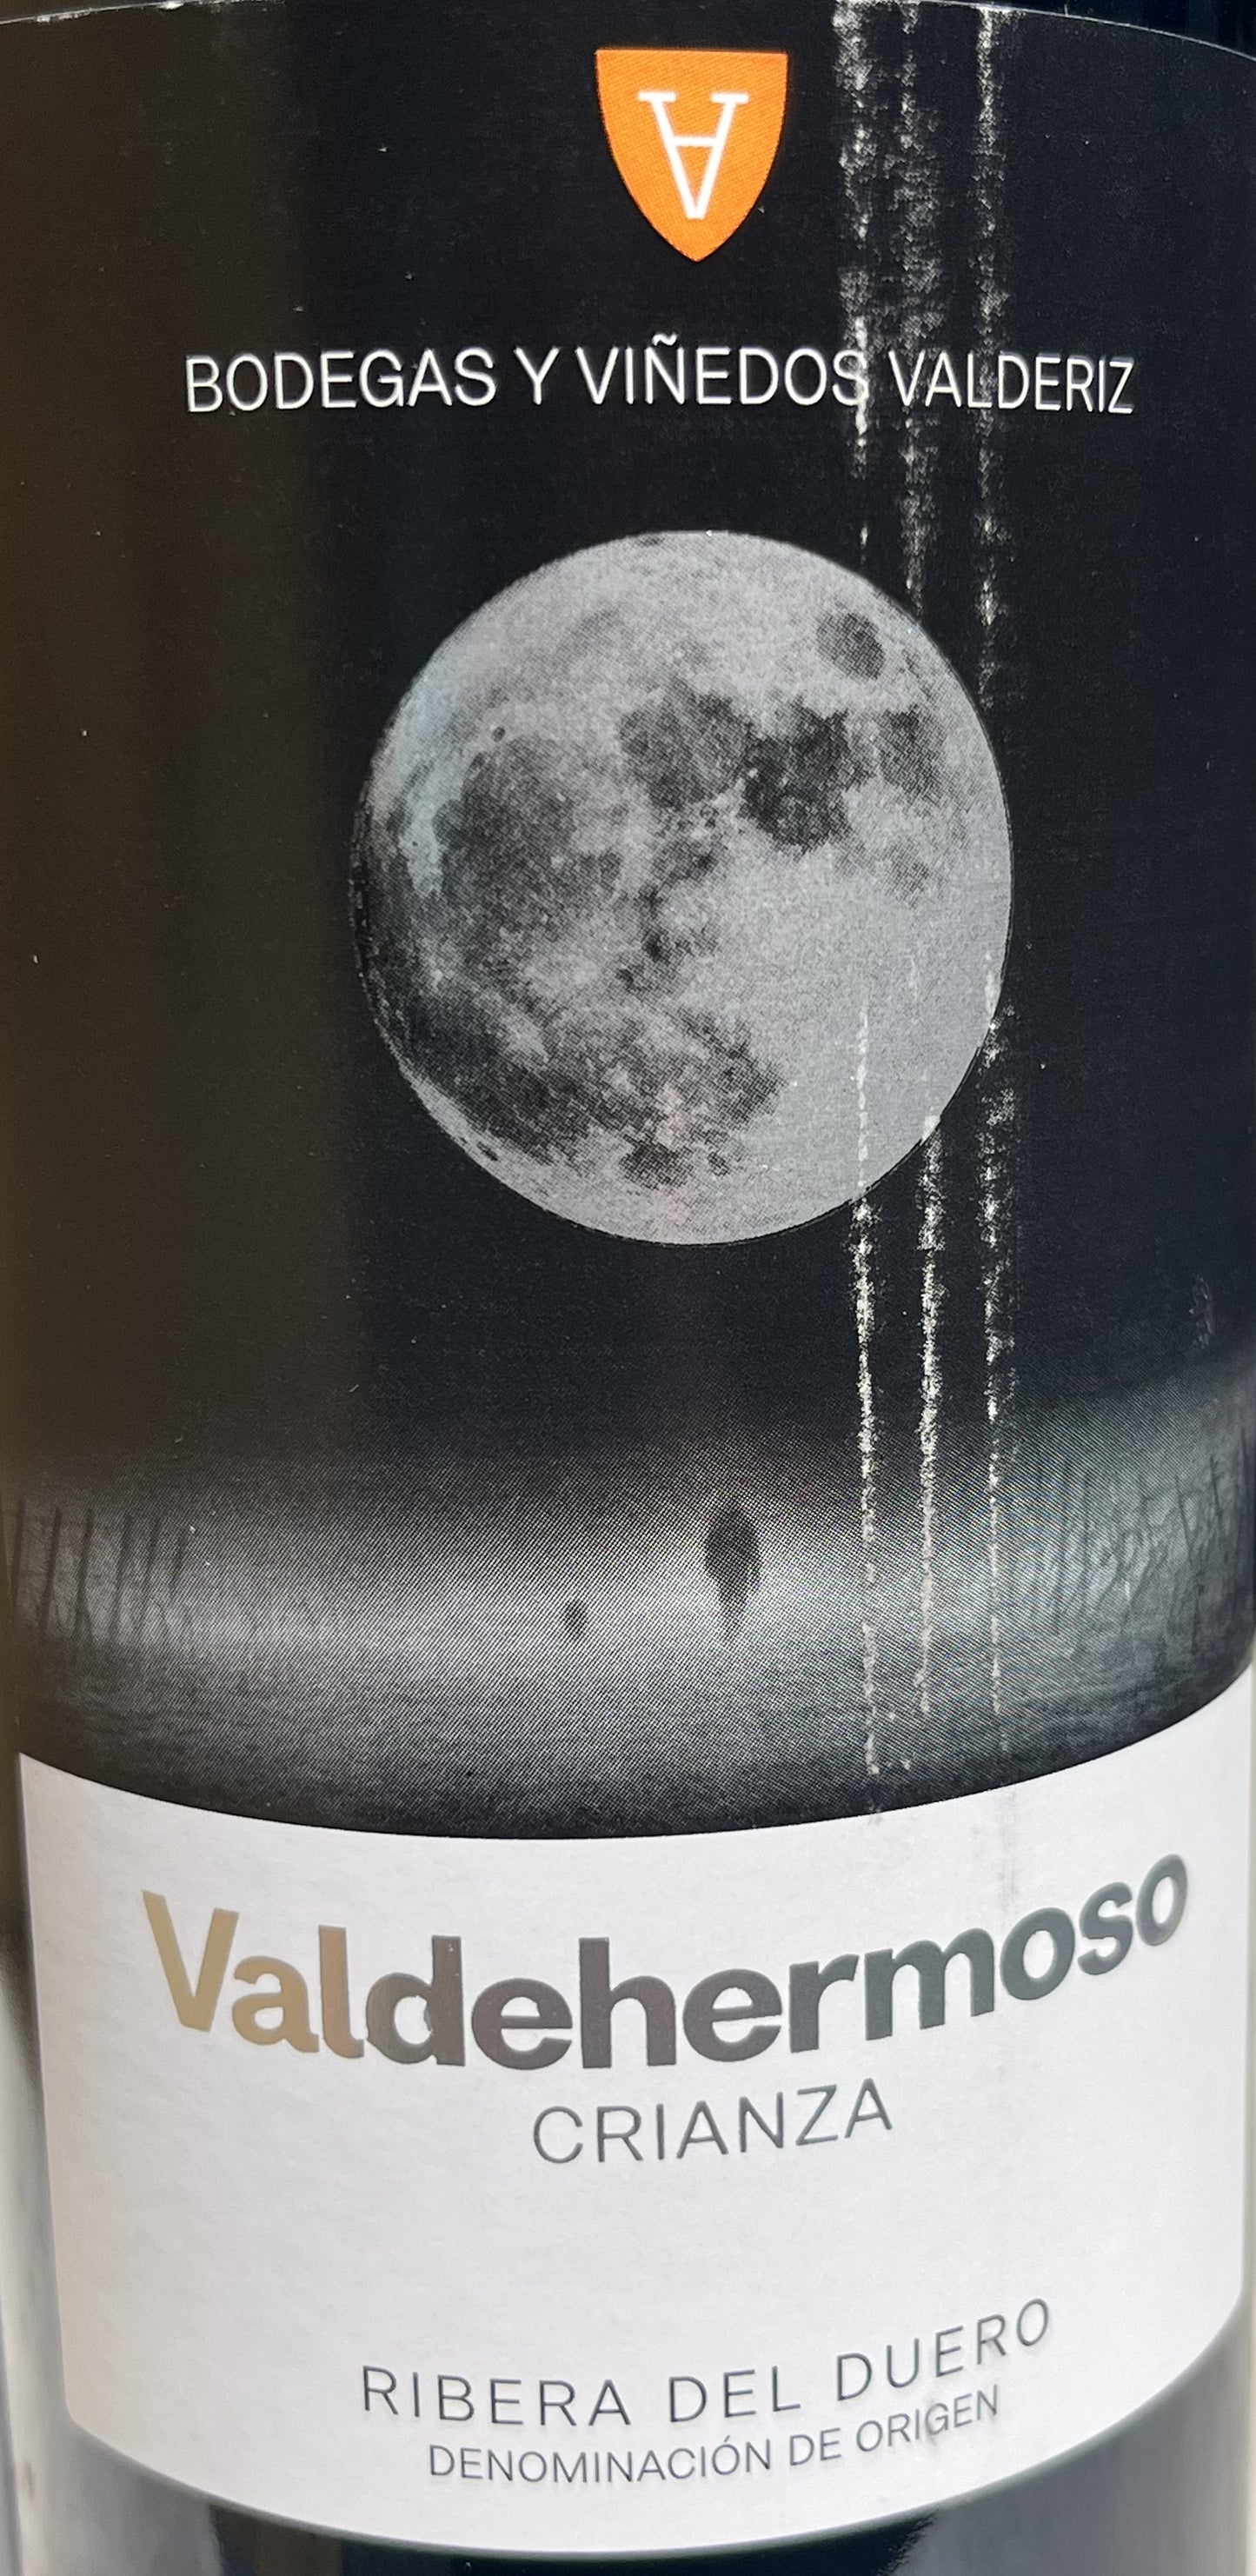 ∀
BODEGAS Y VIÑEDOS VALDERIZ
Valdehermoso
CRIANZA
RIBERA DEL DUERO
DENOMINACIÓN DE ORIGEN